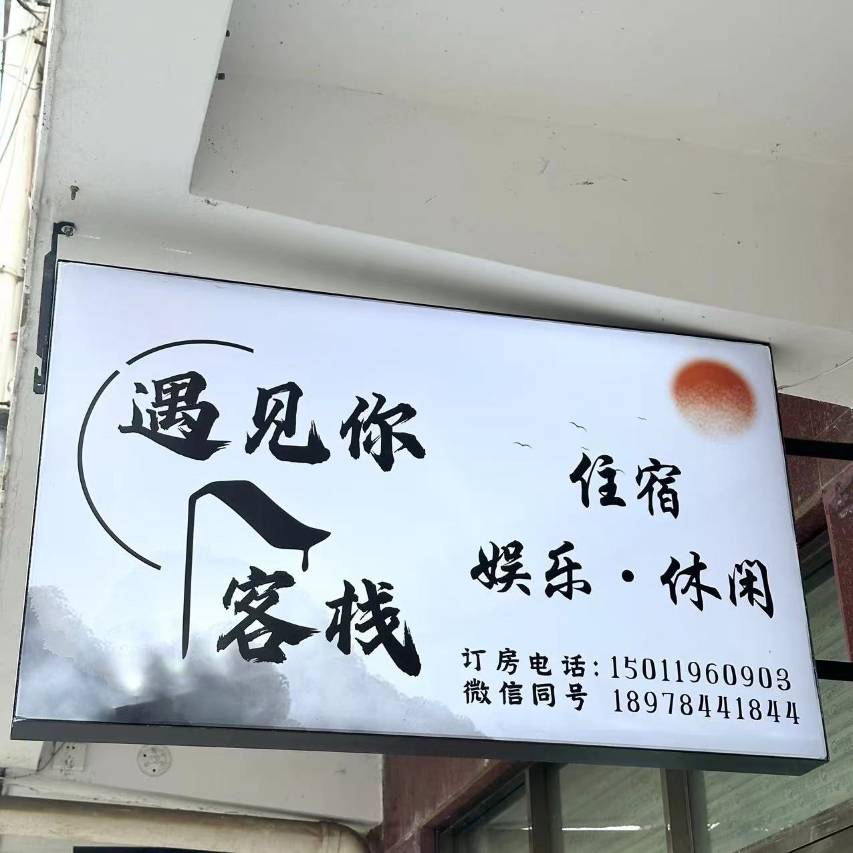 遇见你
客栈
住宿
娱乐·休闲
订房电话:15011960903
微信同号 18978441844